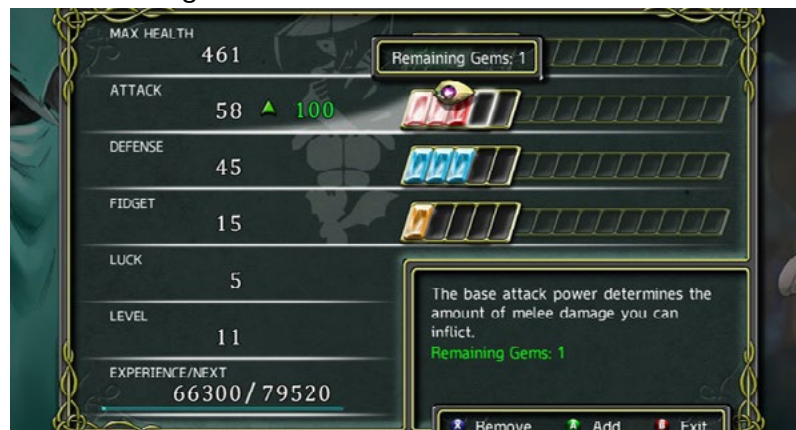 MAX HEALTH
461
Remaining Gems: 1
ATTACK
58 100
DEFENSE
45
FIDGET
15
LUCK
5
LEVEL
11
EXPERIENCE/NEXT
66300/79520
The base attack power determines the
amount of melee damage you can
inflict.
Remaining Gems: 1
X Remove A Add B Exit